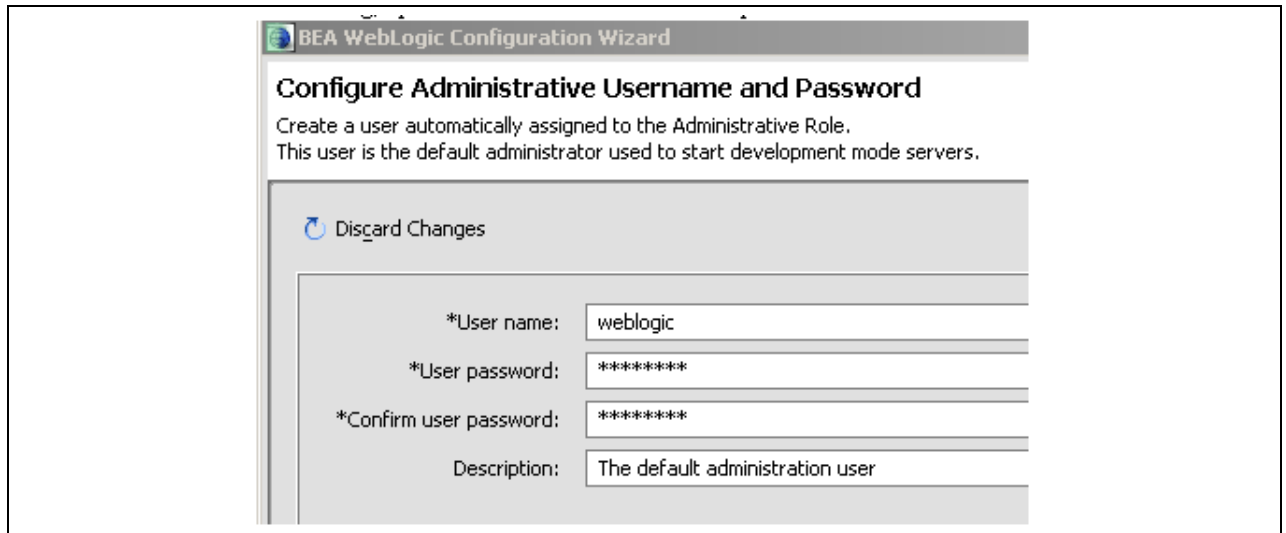 BEA WebLogic Configuration Wizard
Configure Administrative Username and Password
Create a user automatically assigned to the Administrative Role.
This user is the default administrator used to start development mode servers.
Discard Changes
*User name: weblogic
*User password: ********
*Confirm user password: ********
Description: The default administration user